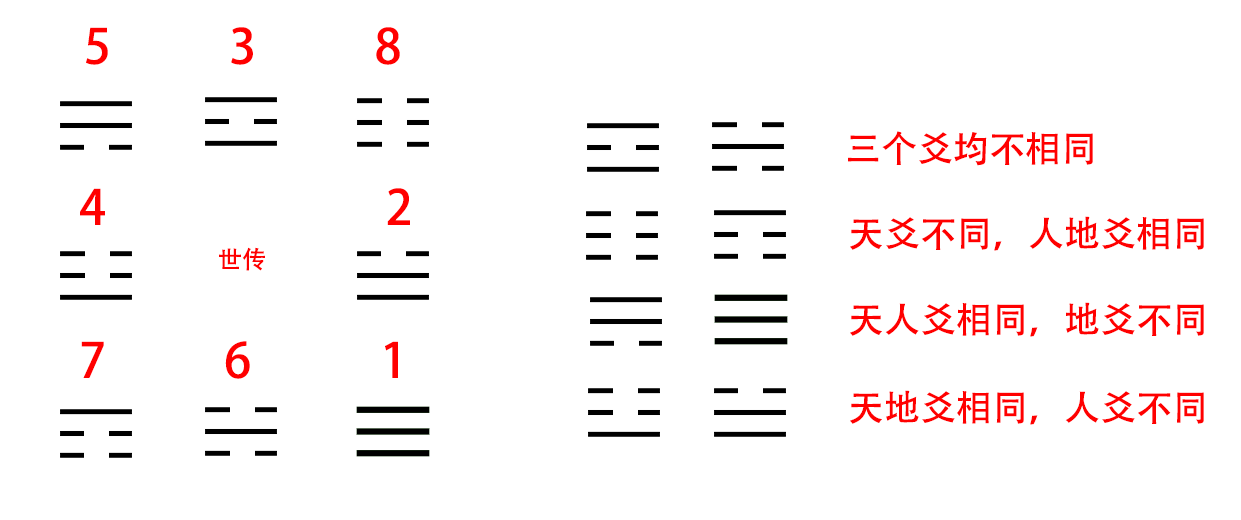 5 3 8
4 世传 2
7 6 1
三个爻均不相同
天爻不同，人地爻相同
天人爻相同，地爻不同
天地爻相同，人爻不同